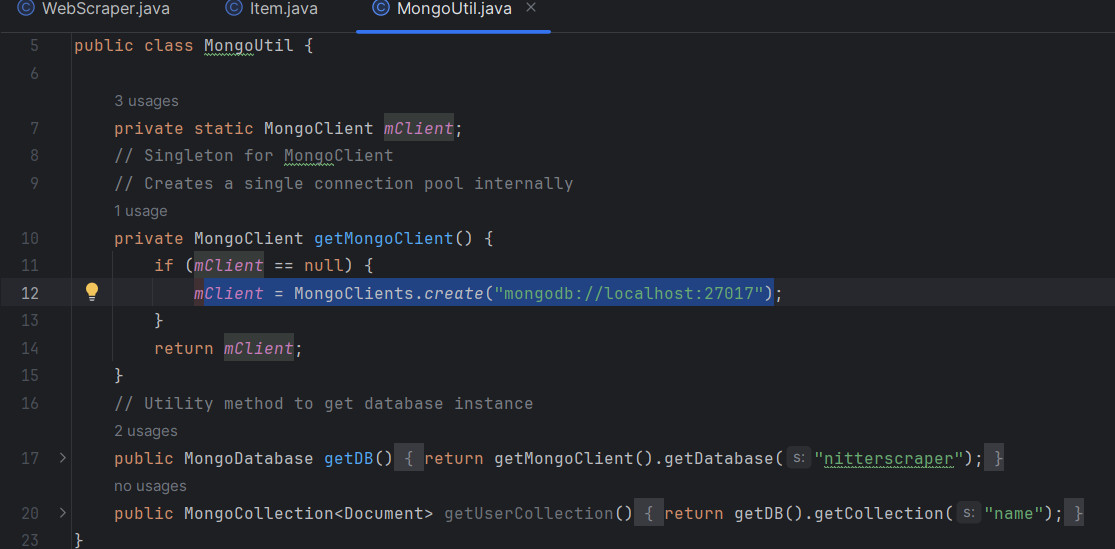 WebScraper.java Item.java MongoUtil.java
5 public class MongoUtil {
6
3 usages
7 private static MongoClient mClient;
8 // Singleton for MongoClient
9 // Creates a single connection pool internally
1 usage
10 private MongoClient getMongoClient() {
11 if (mClient == null) {
12 mClient = MongoClients.create("mongodb://localhost:27017");
13 }
14 return mClient;
15 }
16 // Utility method to get database instance
2 usages
17 public MongoDatabase getDB() { return getMongoClient().getDatabase( s: "nitterscraper"); }
no usages
20 public MongoCollection<Document> getUserCollection() { return getDB().getCollection( s: "name"); }
23 }